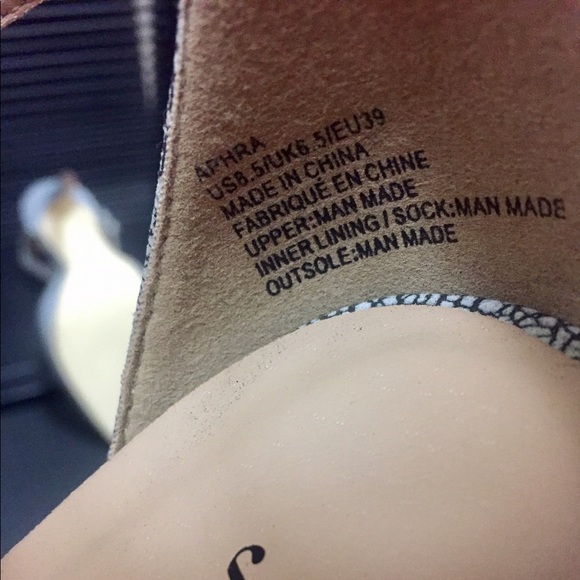 APHRA
US8.5/UK6.5/EU39
MADE IN CHINA
FABRIQUÉ EN CHINE
UPPER:MAN MADE
INNER LINING / SOCK:MAN MADE
OUTSOLE:MAN MADE